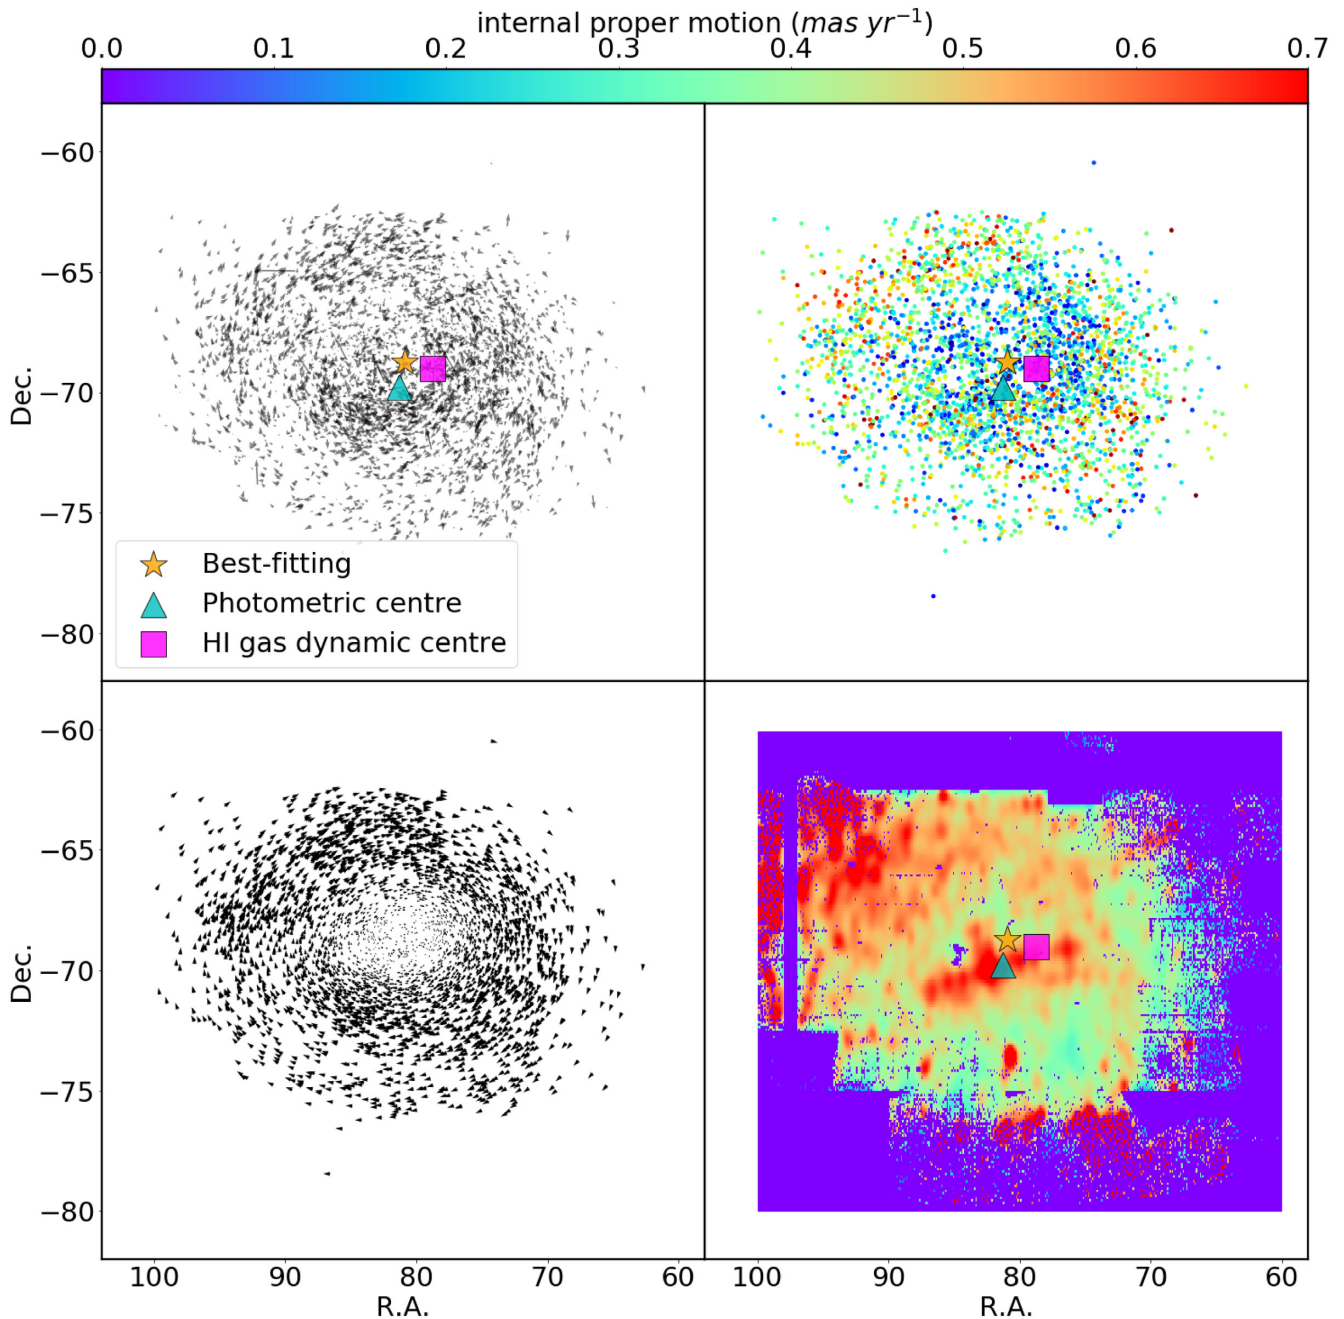 internal proper motion (mas yr⁻¹)
0.0 0.1 0.2 0.3 0.4 0.5 0.6 0.7
−60
−65
−70
−75
−80
Dec.
Best-fitting
Photometric centre
HI gas dynamic centre
−60
−65
−70
−75
−80
Dec.
100 90 80 70 60
R.A.
100 90 80 70 60
R.A.